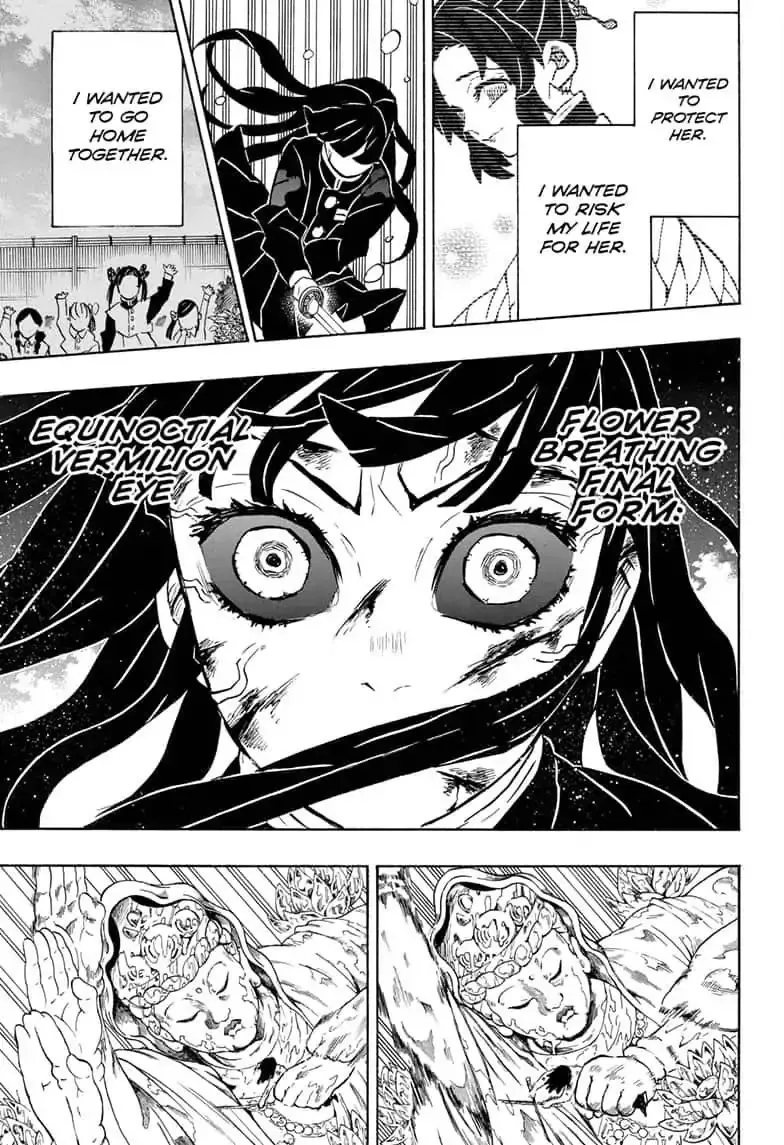 I WANTED
TO
PROTECT
HER.
I WANTED
TO RISK
MY LIFE
FOR HER.
I WANTED
TO GO
HOME
TOGETHER.
FLOWER
BREATHING
FINAL
FORM:
EQUINOCTIAL
VERMILION
EYE